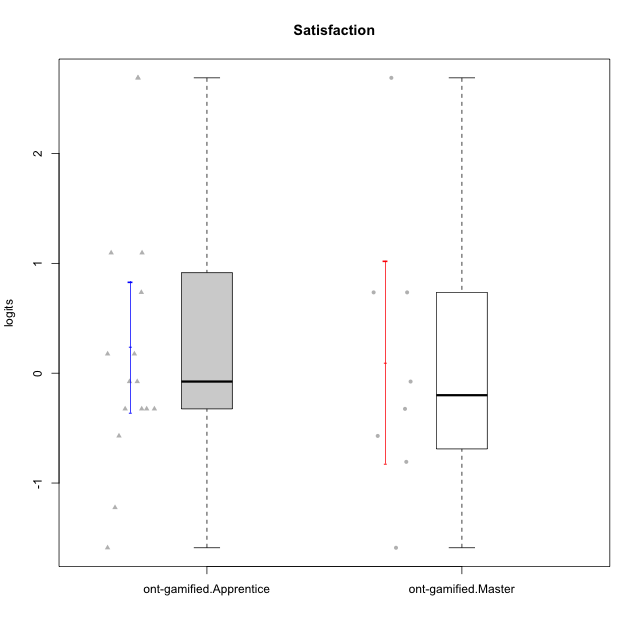 Satisfaction
logits
2
1
0
-1
ont-gamified.Apprentice
ont-gamified.Master